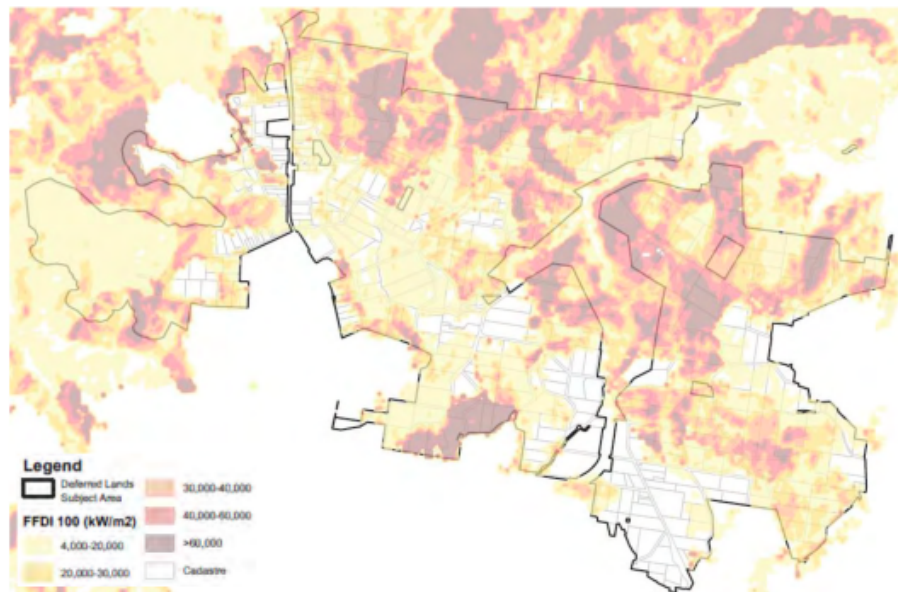 Legend
Deferred Lands
Subject Area
FFDI 100 (kW/m2)
4,000-20,000
20,000-30,000
30,000-40,000
40,000-60,000
>60,000
Cadastre